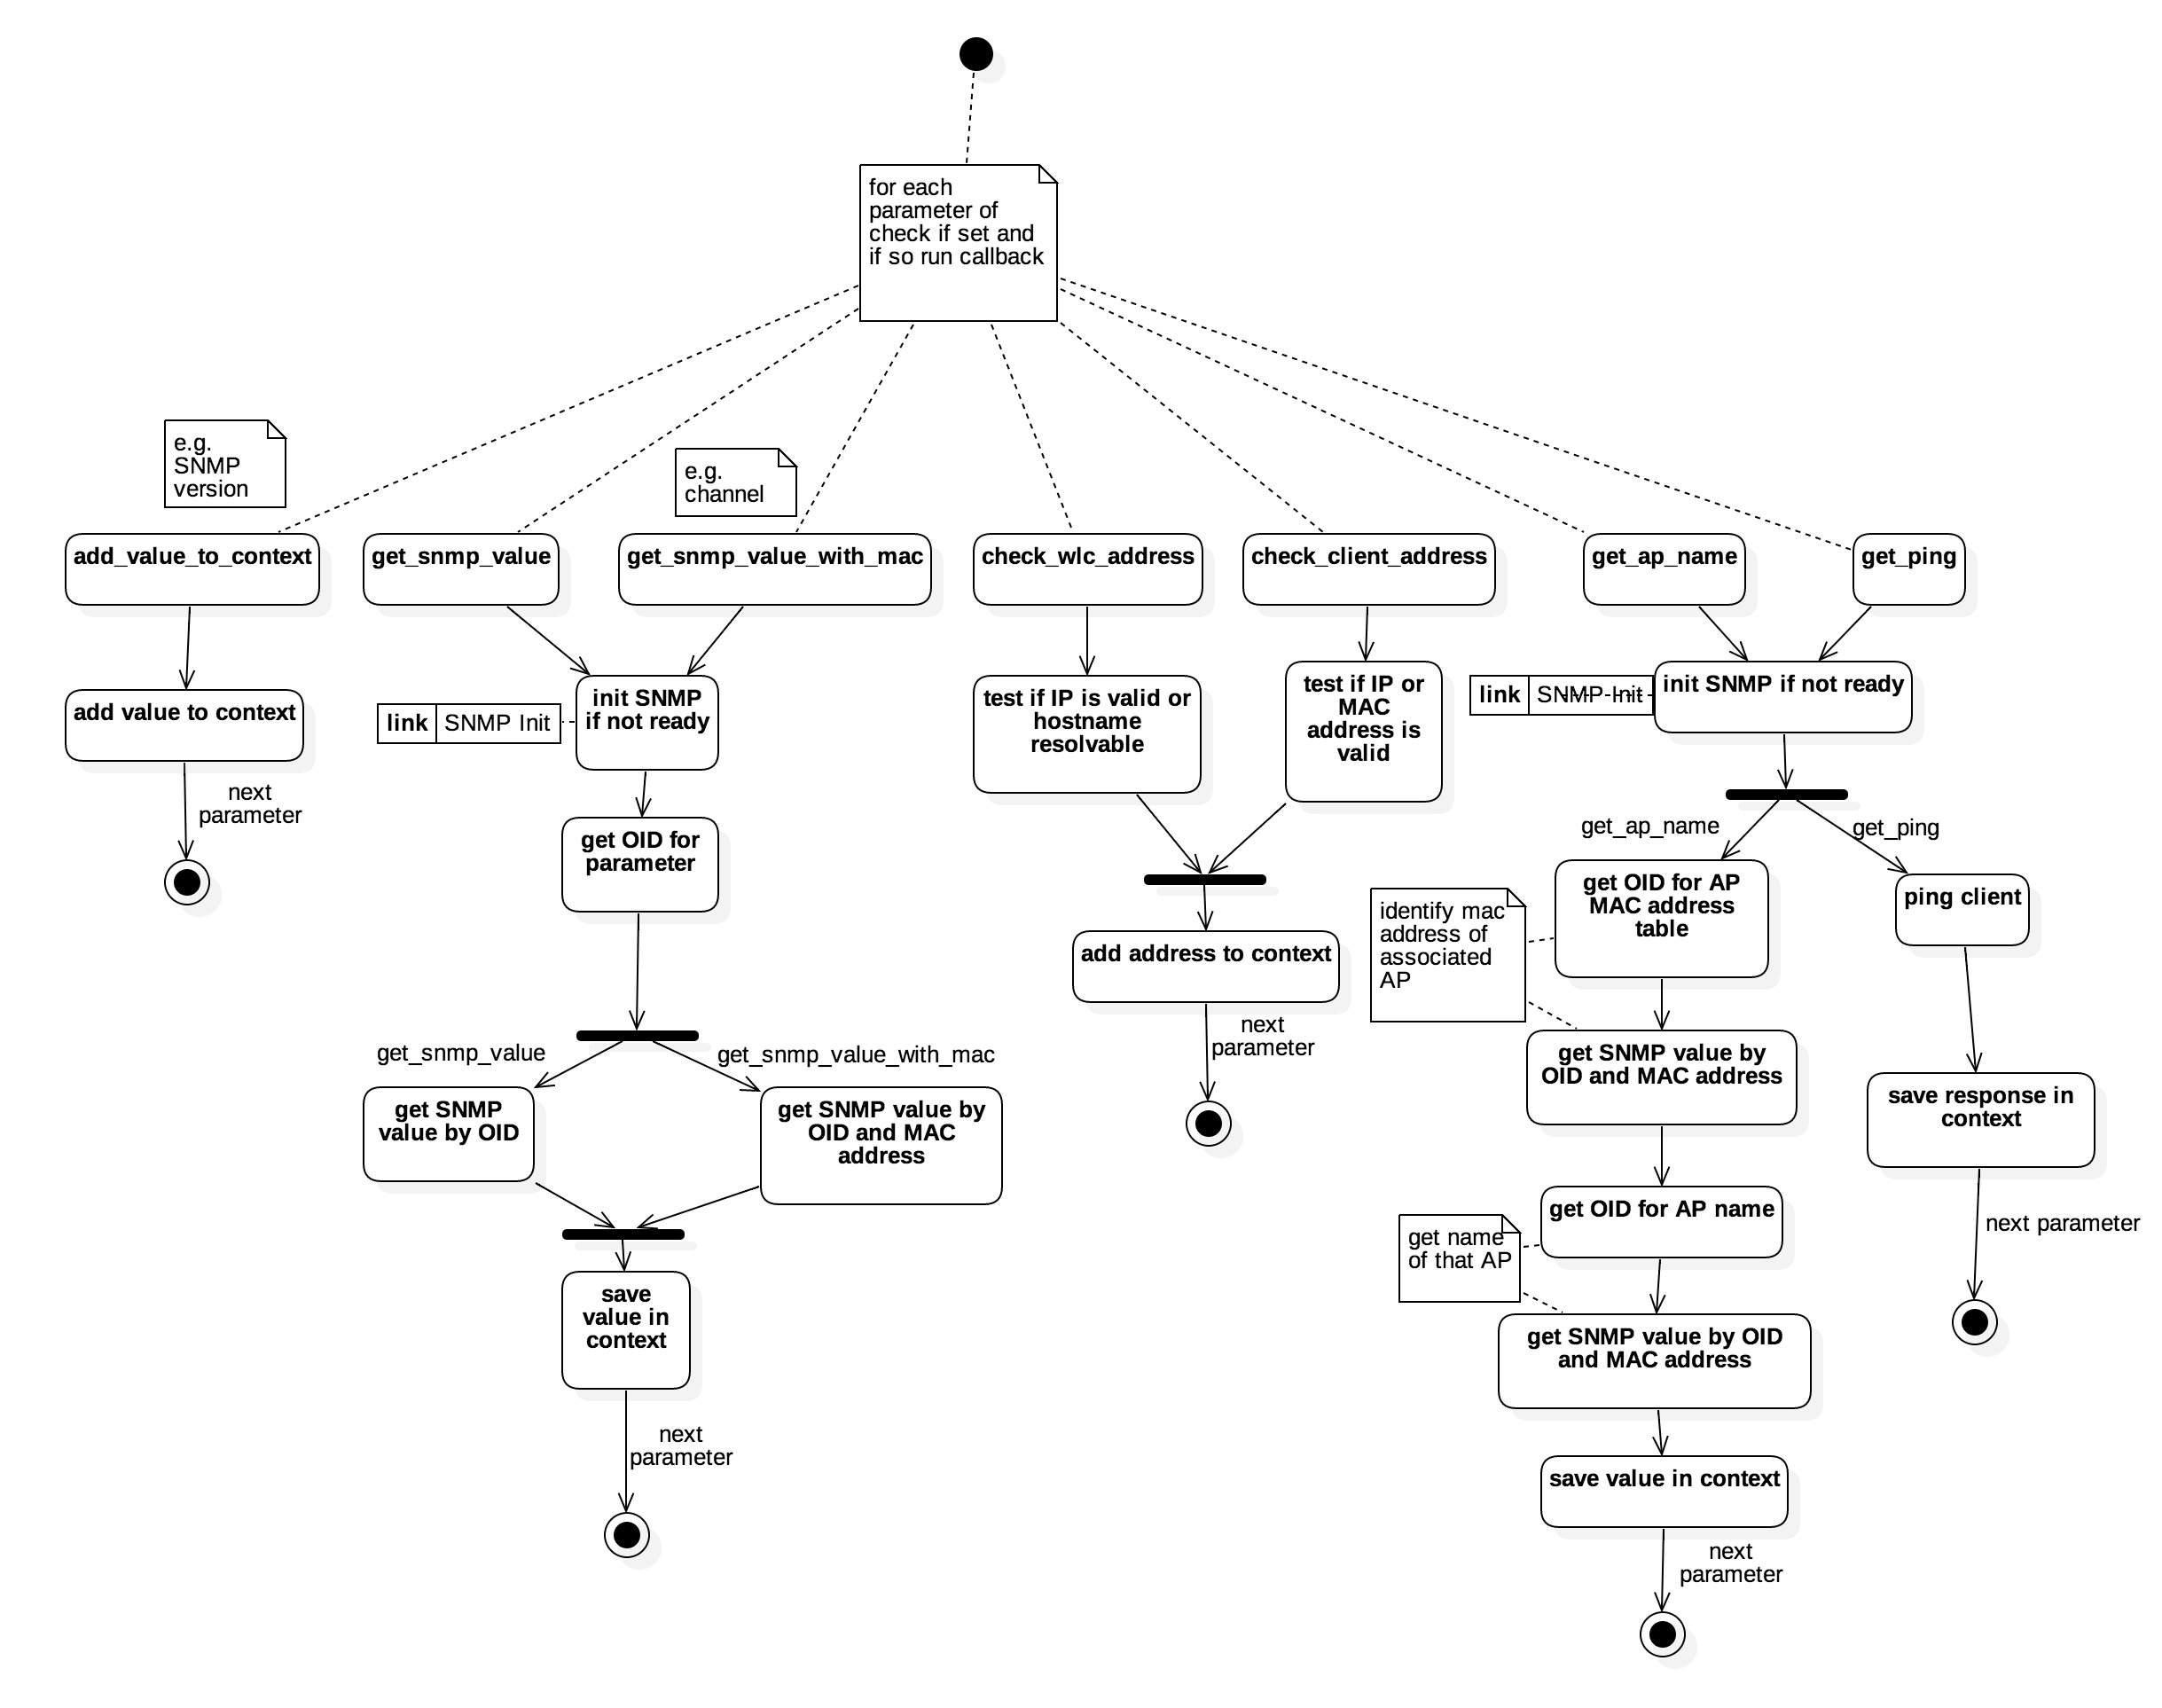 for each
parameter of
check if set and
if so run callback
e.g.
SNMP
version
e.g.
channel
add_value_to_context
get_snmp_value
get_snmp_value_with_mac
check_wlc_address
check_client_address
get_ap_name
get_ping
add value to context
next
parameter
link SNMP Init
init SNMP
if not ready
get OID for
parameter
get_snmp_value
get_snmp_value_with_mac
get SNMP
value by OID
get SNMP value by
OID and MAC
address
save
value in
context
next
parameter
test if IP is valid or
hostname
resolvable
test if IP or
MAC
address is
valid
add address to context
next
parameter
link SNMP Init
init SNMP if not ready
get_ap_name
get_ping
identify mac
address of
associated
AP
get OID for AP
MAC address
table
get SNMP value by
OID and MAC address
get name
of that AP
get OID for AP name
get SNMP value by OID
and MAC address
save value in context
next
parameter
ping client
save response in
context
next parameter